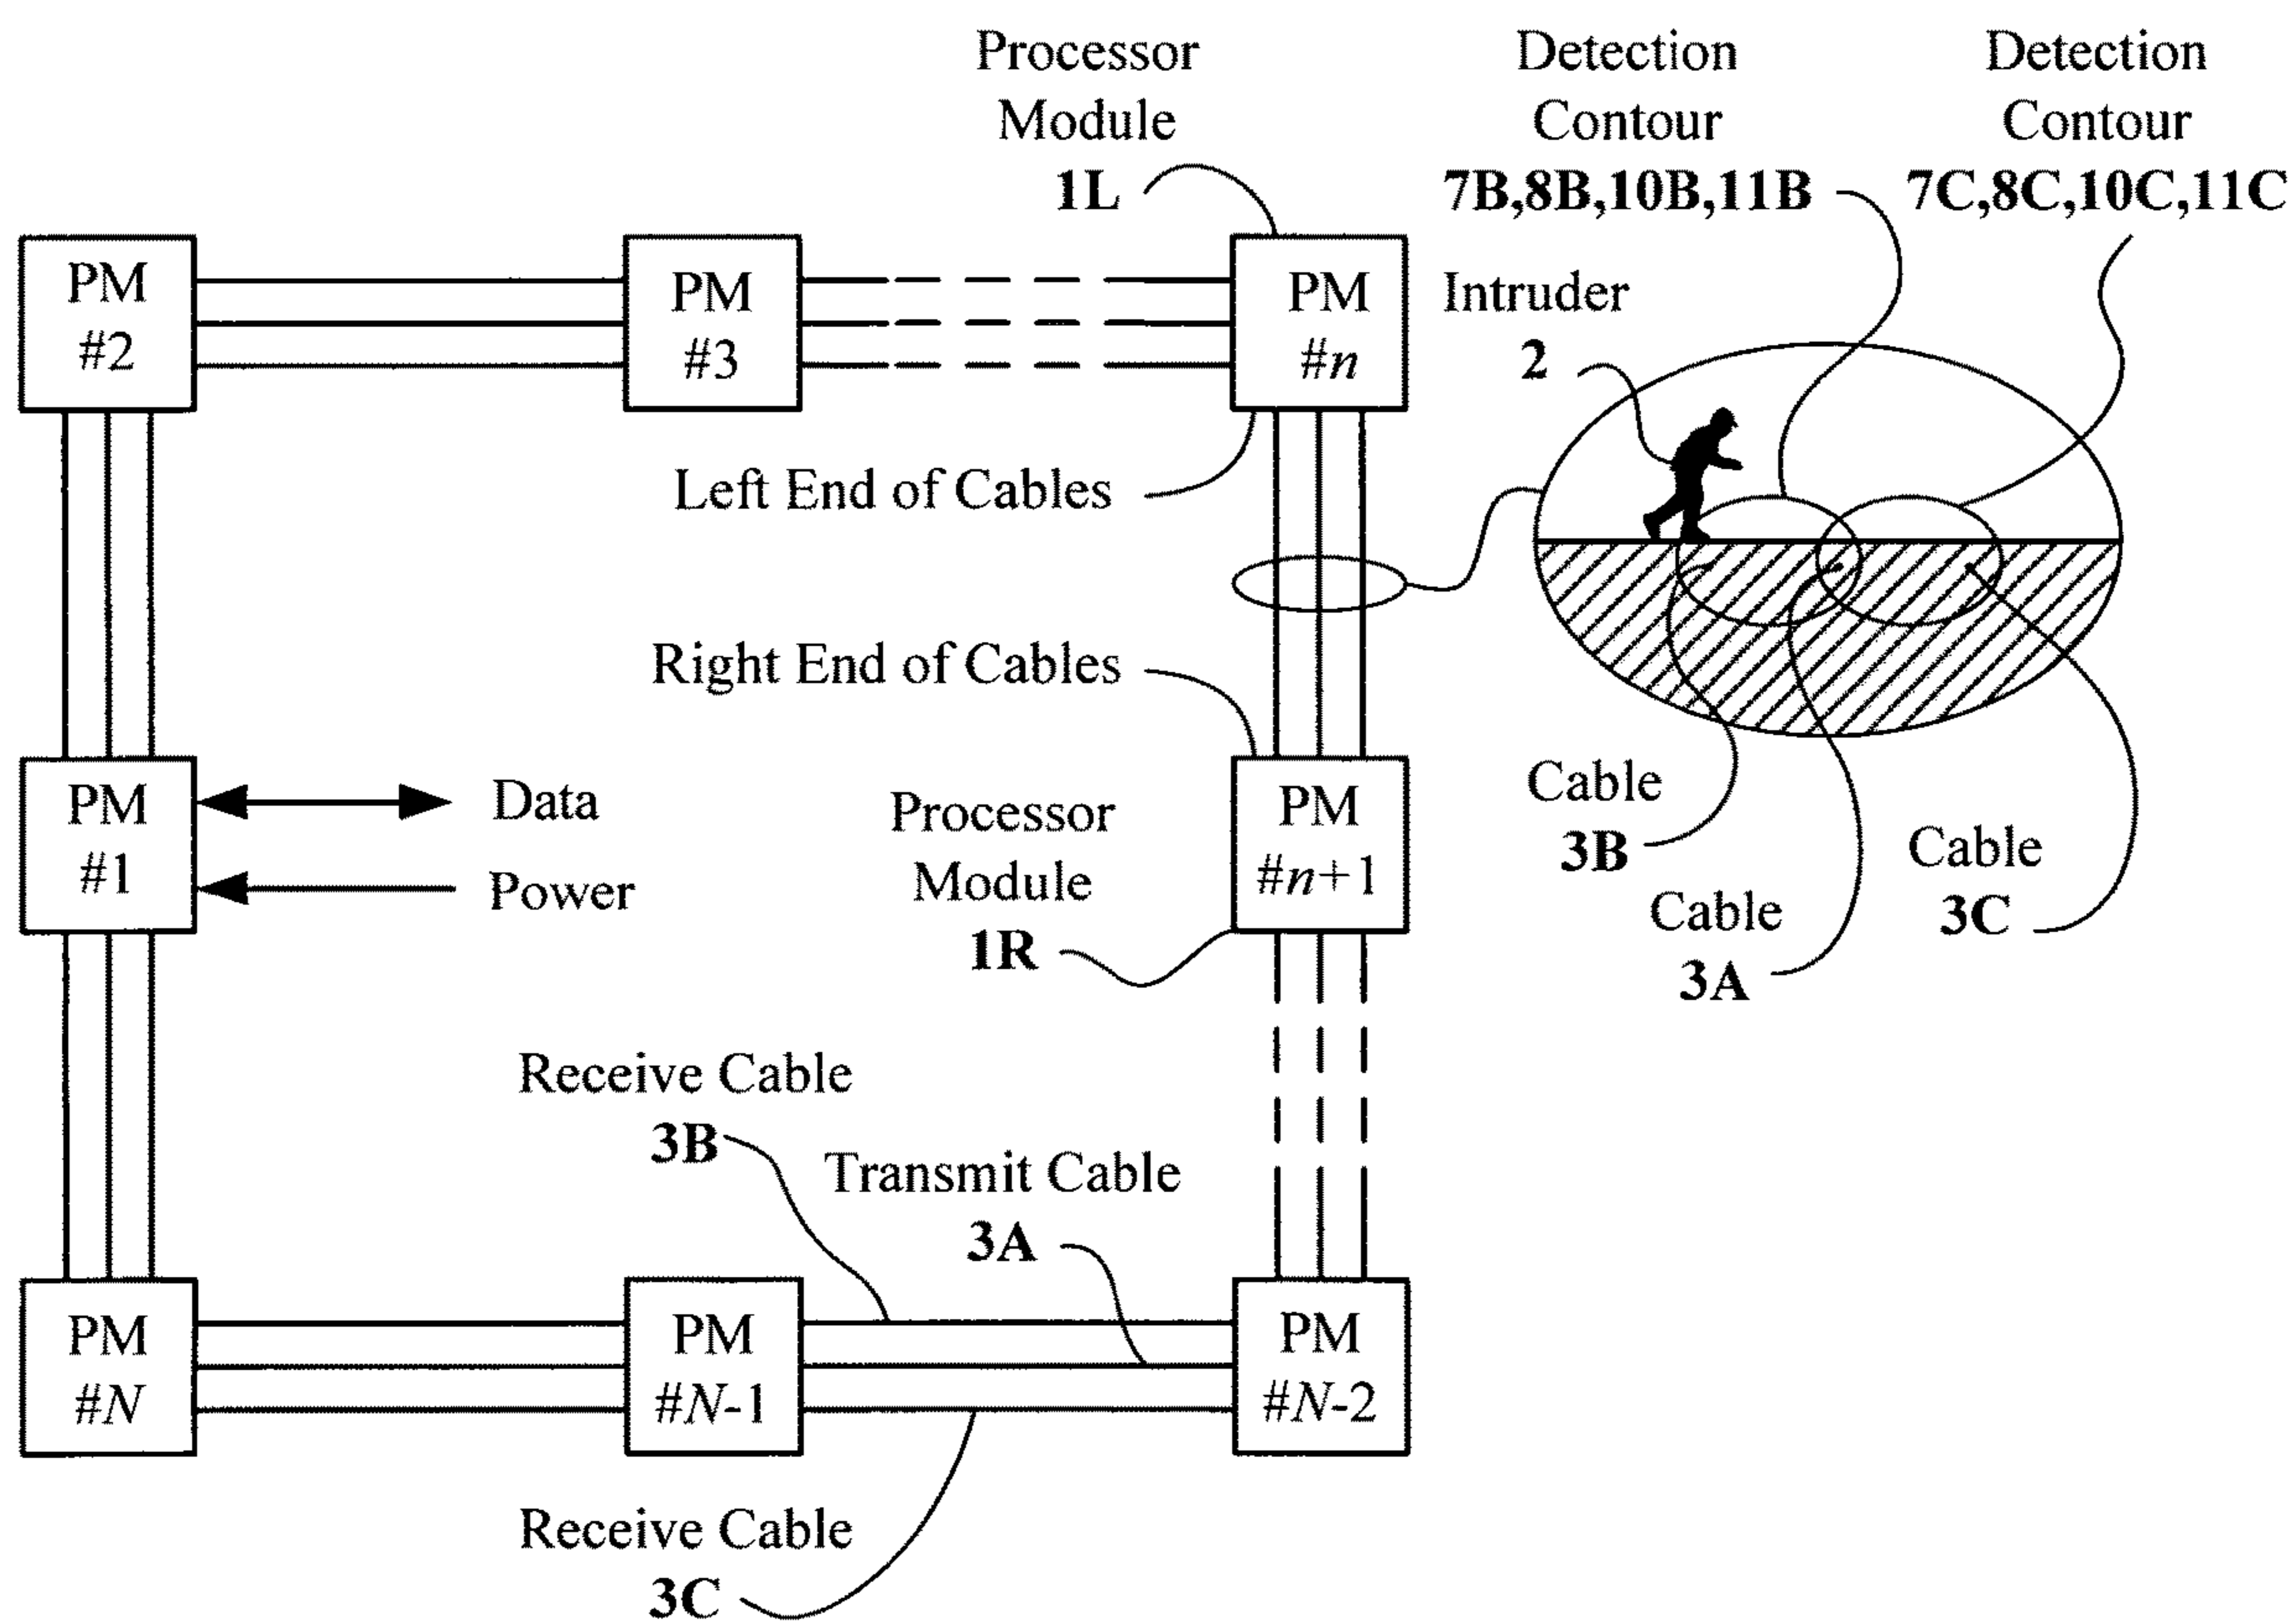 Processor
Module
1L
Detection
Contour
7B,8B,10B,11B
Detection
Contour
7C,8C,10C,11C
PM
#2
PM
#3
PM
#n
Intruder
2
Left End of Cables
Right End of Cables
PM
#1
Data
Power
Processor
Module
1R
PM
#n+1
Cable
3B
Cable
3A
Cable
3C
Receive Cable
3B
Transmit Cable
3A
PM
#N
PM
#N-1
PM
#N-2
Receive Cable
3C